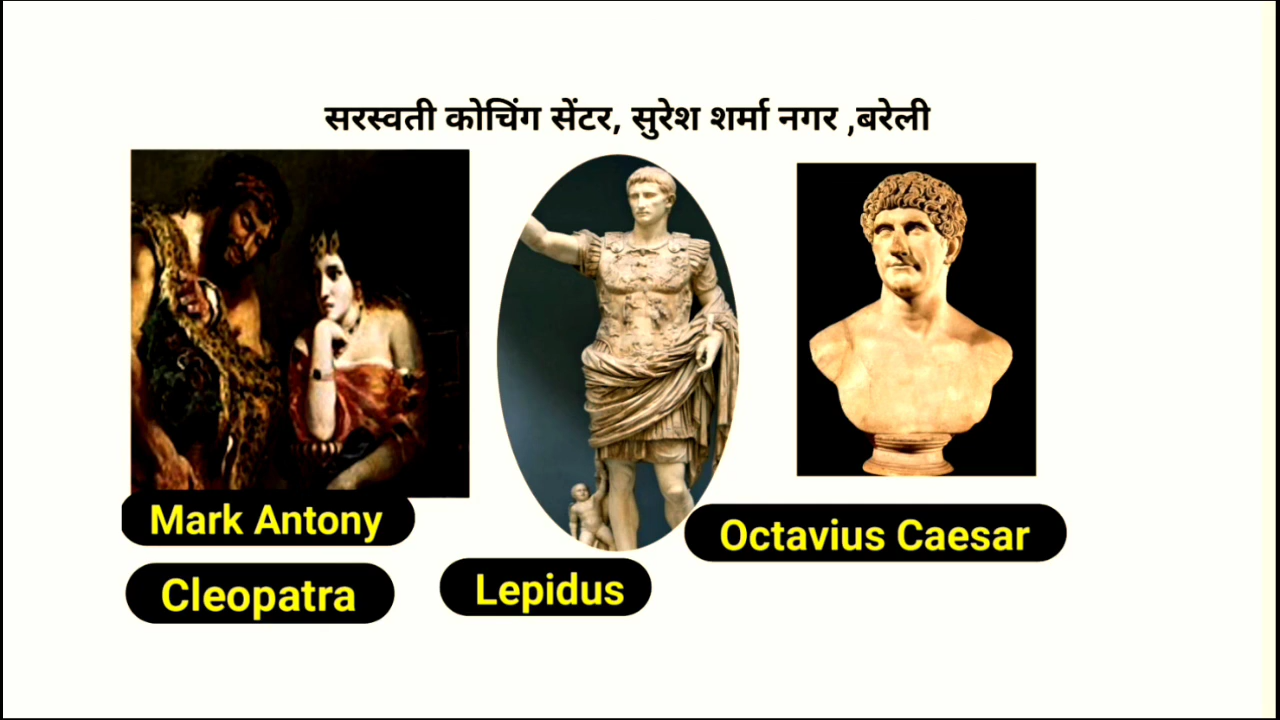 सरस्वती कोचिंग सेंटर, सुरेश शर्मा नगर ,बरेली
Mark Antony
Cleopatra
Lepidus
Octavius Caesar